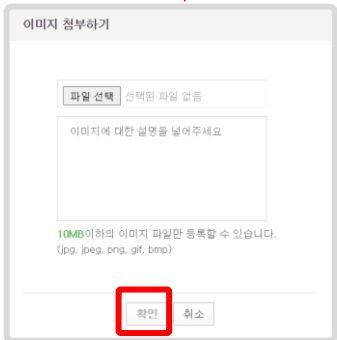 이미지 첨부하기
파일 선택 선택된 파일 없음
이미지에 대한 설명을 넣어주세요
10MB이하의 이미지 파일만 등록할 수 있습니다.
(jpg, jpeg, png, gif, bmp)
확인 취소